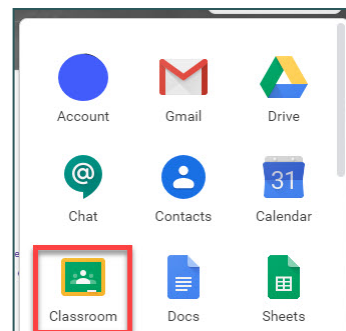 Account Gmail Drive
@
31
Chat Contacts Calendar
Classroom Docs Sheets